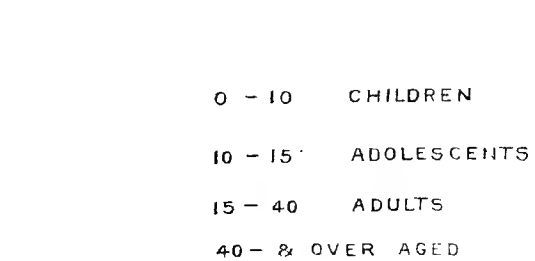 0 - 10 CHILDREN
10 - 15 ADOLESCENTS
15 - 40 ADULTS
40 - & OVER AGED